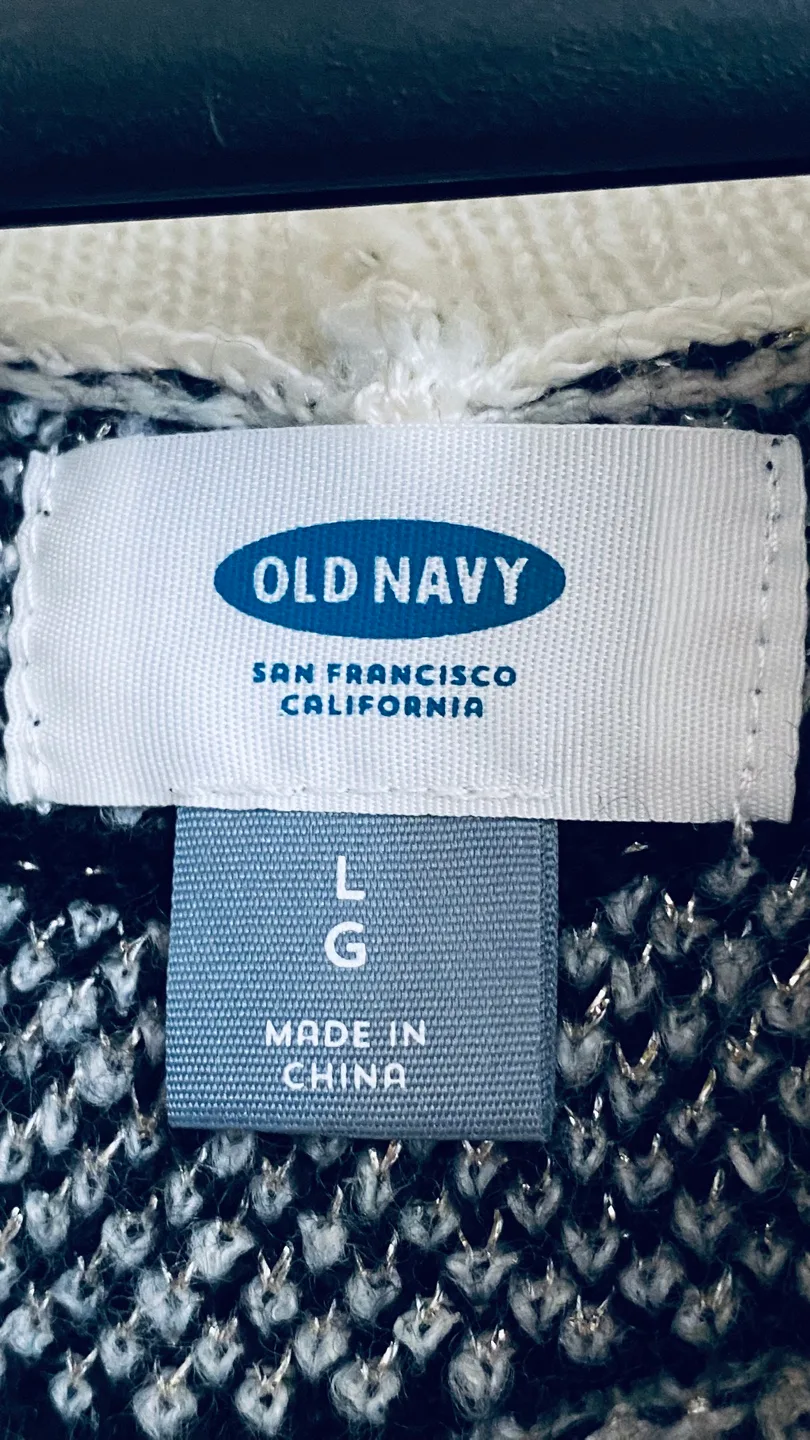 OLD NAVY
SAN FRANCISCO
CALIFORNIA
L
G
MADE IN
CHINA